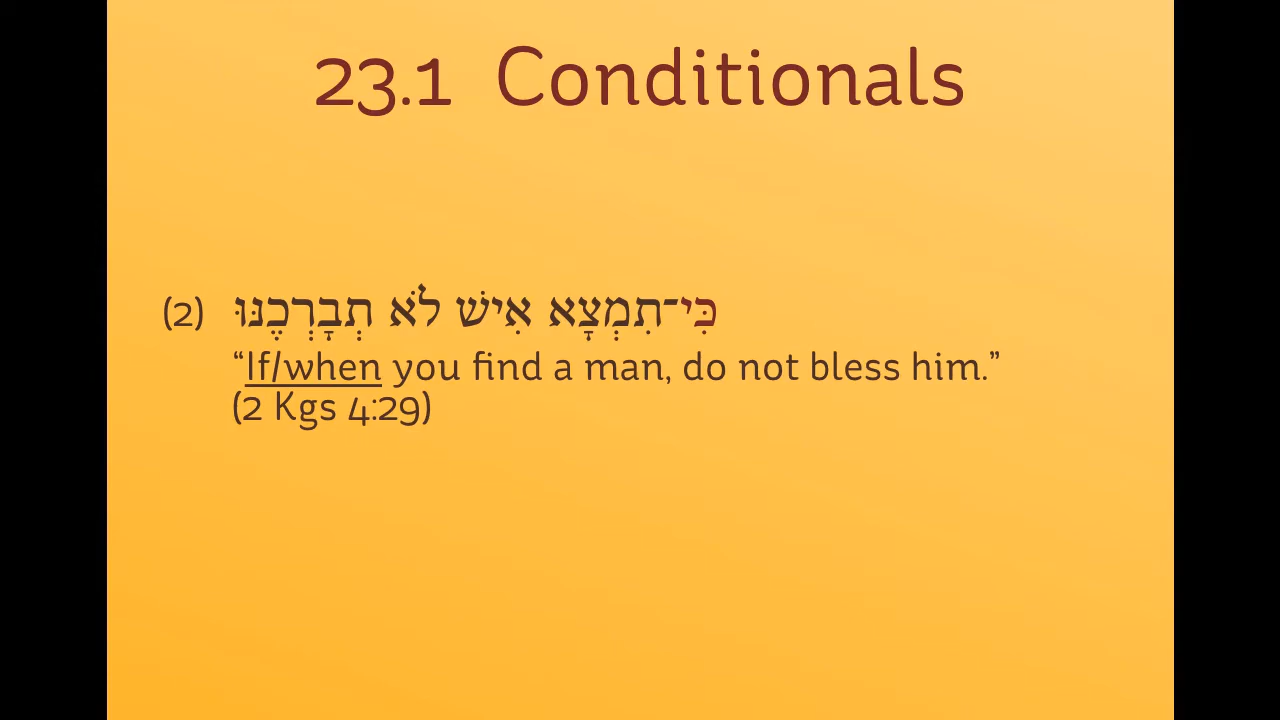 23.1 Conditionals
(2) כִּי־תִמְצָא אִישׁ לֹא תְבָרְכֶנּוּ
“If/when you find a man, do not bless him.”
(2 Kgs 4:29)